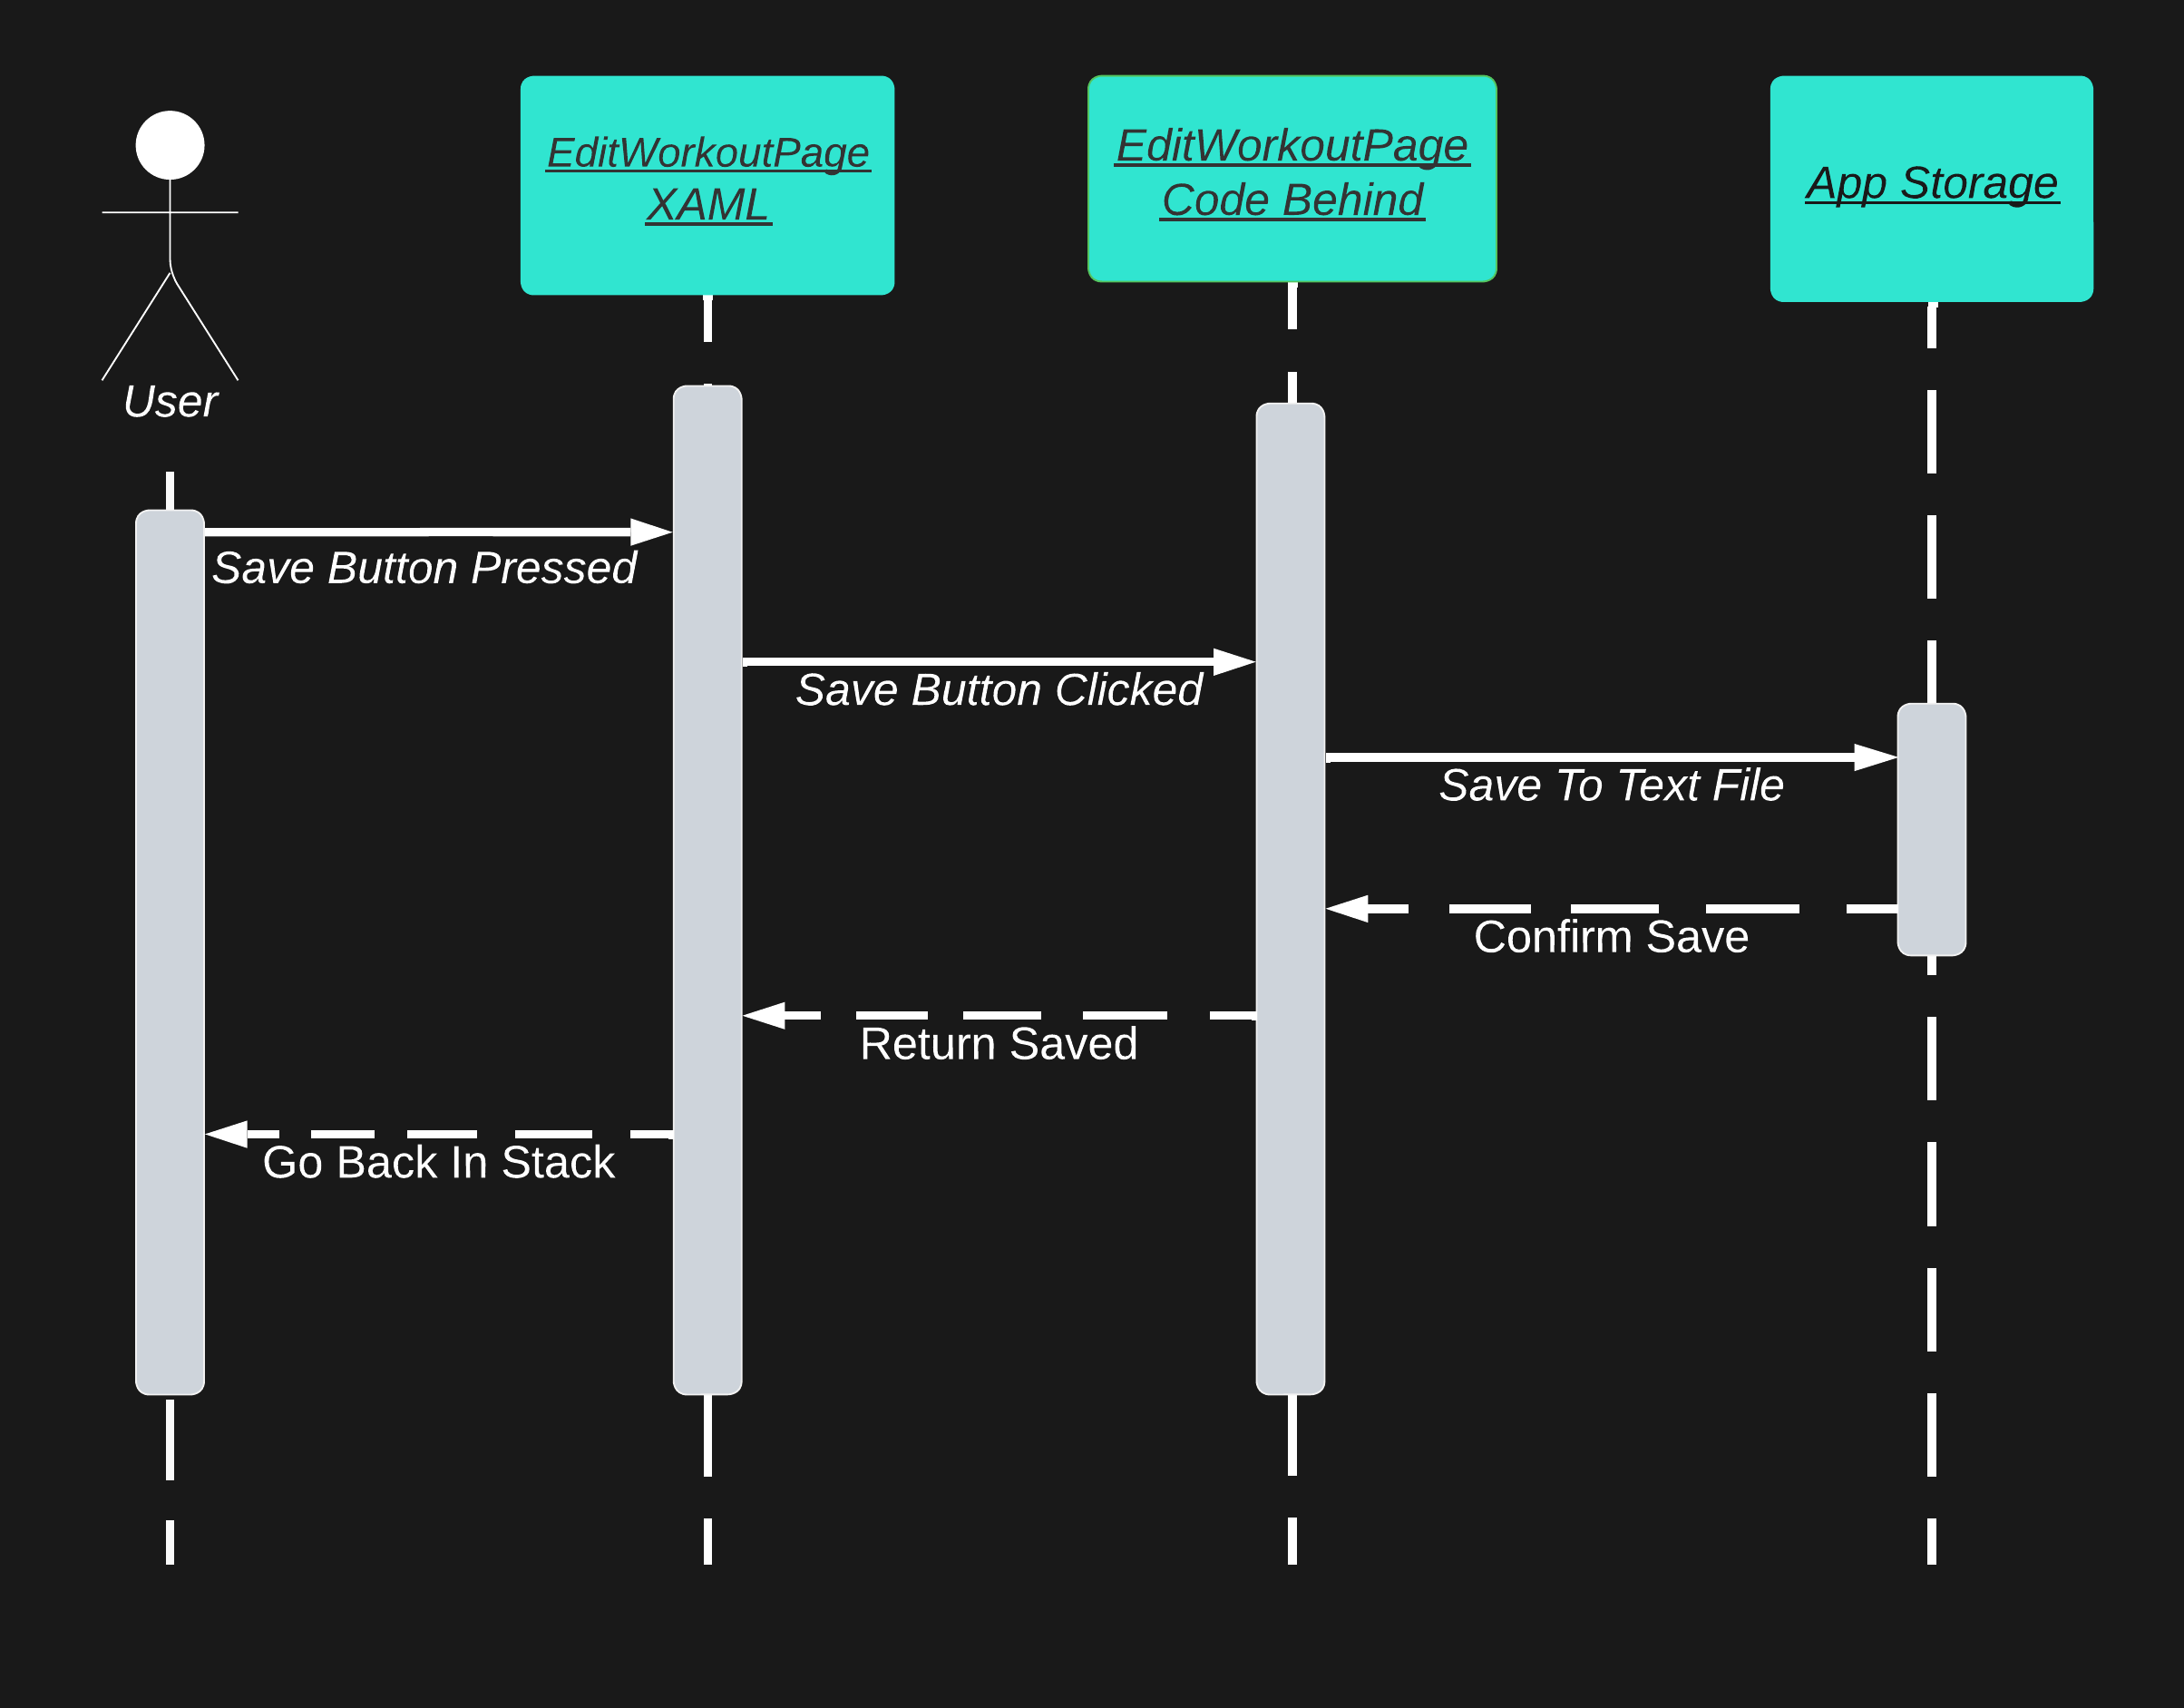 EditWorkoutPage
XAML
EditWorkoutPage
Code Behind
App Storage
User
Save Button Pressed
Save Button Clicked
Save To Text File
Confirm Save
Return Saved
Go Back In Stack